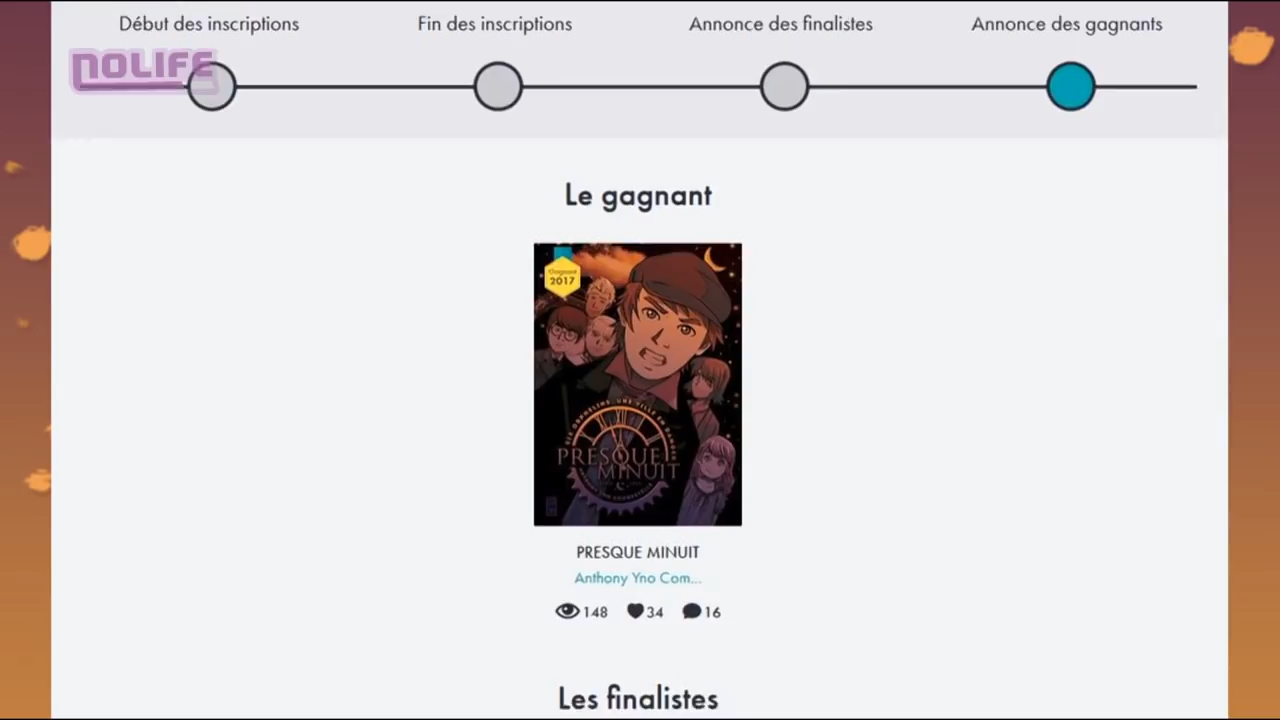 Début des inscriptions
Fin des inscriptions
Annonce des finalistes
Annonce des gagnants
NOLIFE
Le gagnant
Gagnant
2017
PRESQUE
MINUIT
PRESQUE MINUIT
Anthony Yno Com...
148 34 16
Les finalistes